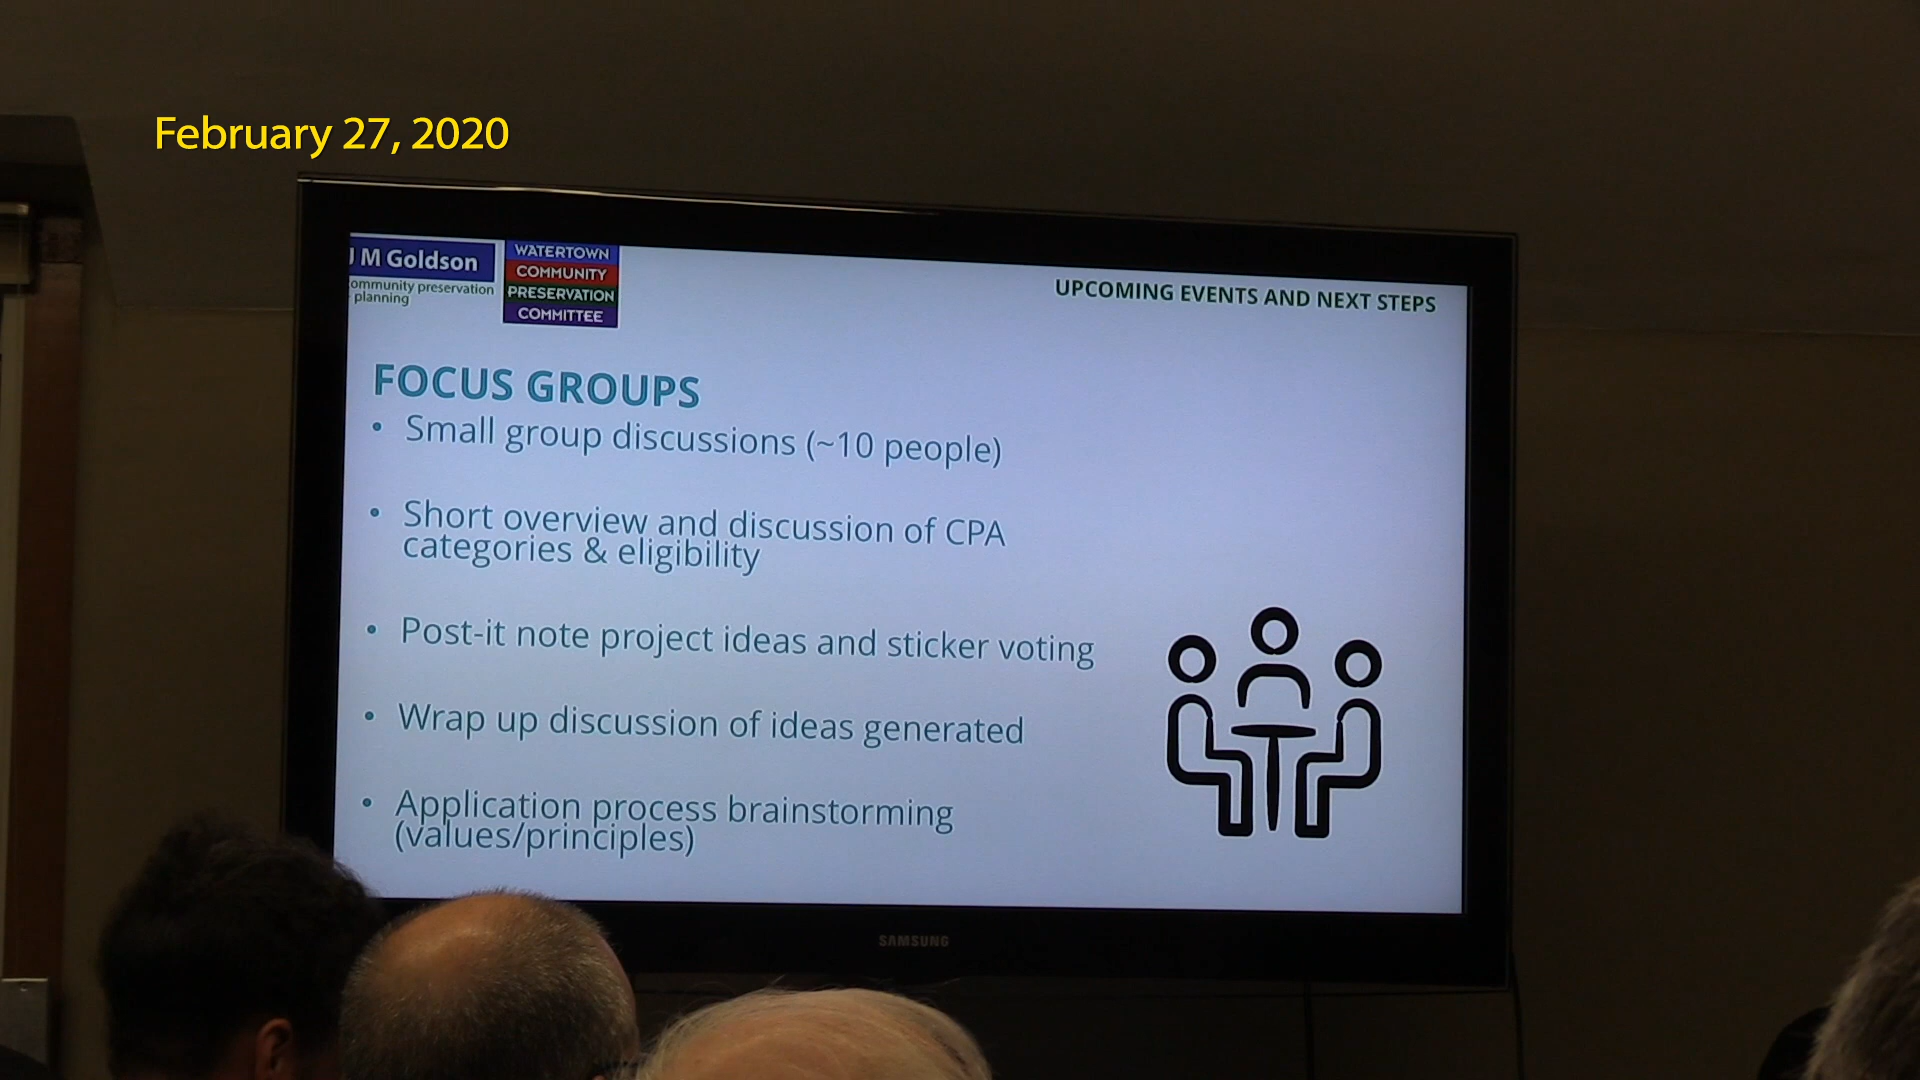 February 27, 2020
J M Goldson
community preservation
+ planning
WATERTOWN
COMMUNITY
PRESERVATION
COMMITTEE
UPCOMING EVENTS AND NEXT STEPS
FOCUS GROUPS
• Small group discussions (~10 people)
• Short overview and discussion of CPA
categories & eligibility
• Post-it note project ideas and sticker voting
• Wrap up discussion of ideas generated
• Application process brainstorming
(values/principles)
SAMSUNG